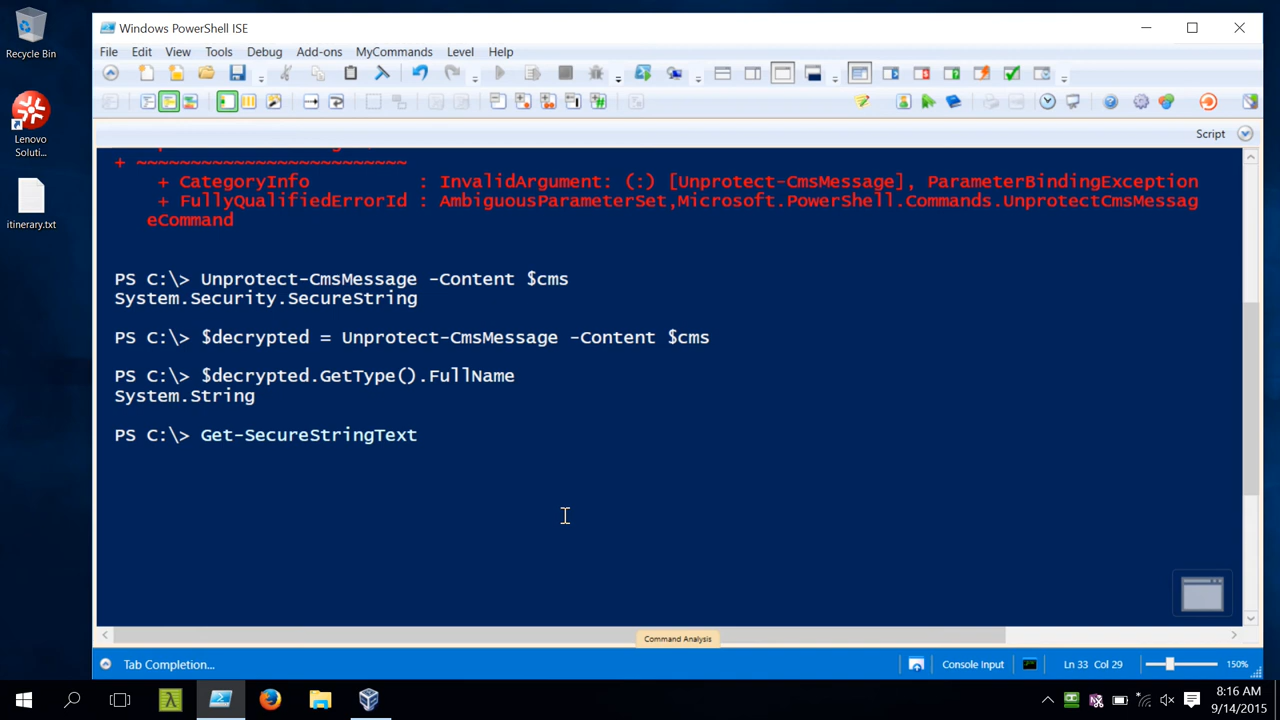 Recycle Bin
Lenovo
Soluti...
itinerary.txt
Windows PowerShell ISE
File Edit View Tools Debug Add-ons MyCommands Level Help
Script
+ ~~~~~~~~~~~~~~~~~~~~~~~~~
+ CategoryInfo : InvalidArgument: (:) [Unprotect-CmsMessage], ParameterBindingException
+ FullyQualifiedErrorId : AmbiguousParameterSet,Microsoft.PowerShell.Commands.UnprotectCmsMessag
eCommand
PS C:\> Unprotect-CmsMessage -Content $cms
System.Security.SecureString
PS C:\> $decrypted = Unprotect-CmsMessage -Content $cms
PS C:\> $decrypted.GetType().FullName
System.String
PS C:\> Get-SecureStringText
Command Analysis
Tab Completion...
Console Input
Ln 33 Col 29
150%
8:16 AM
9/14/2015